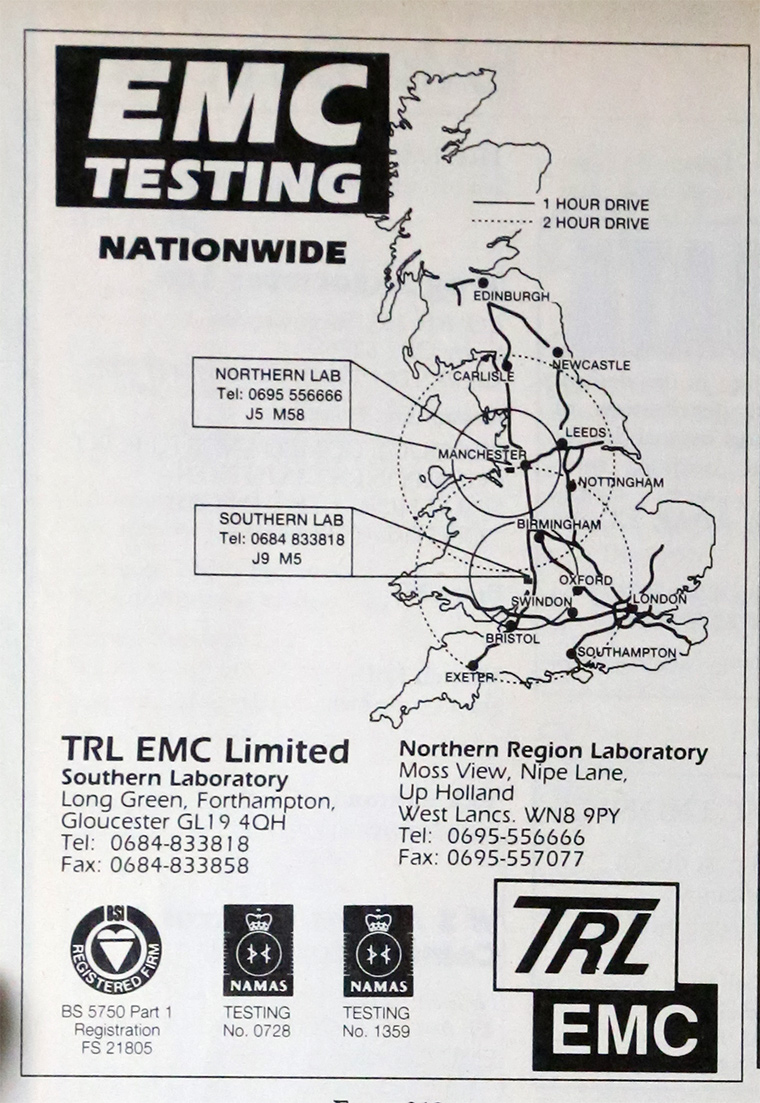 EMC
TESTING
NATIONWIDE
1 HOUR DRIVE
2 HOUR DRIVE
EDINBURGH
CARLISLE
NEWCASTLE
NORTHERN LAB
Tel: 0695 556666
J5 M58
LEEDS
MANCHESTER
NOTTINGHAM
SOUTHERN LAB
Tel: 0684 833818
J9 M5
BIRMINGHAM
OXFORD
SWINDON
LONDON
BRISTOL
SOUTHAMPTON
EXETER
TRL EMC Limited
Southern Laboratory
Long Green, Forthampton,
Gloucester GL19 4QH
Tel: 0684-833818
Fax: 0684-833858
Northern Region Laboratory
Moss View, Nipe Lane,
Up Holland
West Lancs. WN8 9PY
Tel: 0695-556666
Fax: 0695-557077
BSI
REGISTERED FIRM
BS 5750 Part 1
Registration
FS 21805
NAMAS
TESTING
No. 0728
NAMAS
TESTING
No. 1359
TRL
EMC